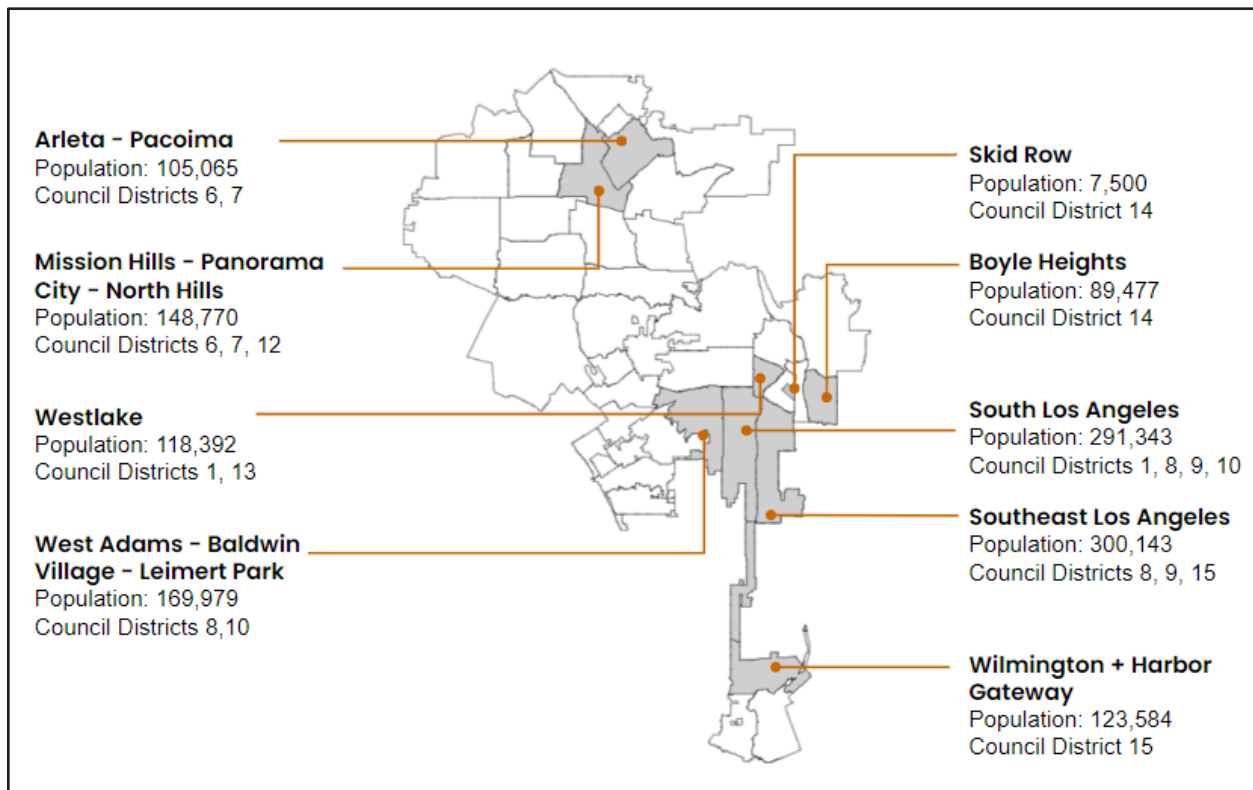 Arleta - Pacoima
Population: 105,065
Council Districts 6, 7
Mission Hills - Panorama
City - North Hills
Population: 148,770
Council Districts 6, 7, 12
Westlake
Population: 118,392
Council Districts 1, 13
West Adams - Baldwin
Village - Leimert Park
Population: 169,979
Council Districts 8,10
Skid Row
Population: 7,500
Council District 14
Boyle Heights
Population: 89,477
Council District 14
South Los Angeles
Population: 291,343
Council Districts 1, 8, 9, 10
Southeast Los Angeles
Population: 300,143
Council Districts 8, 9, 15
Wilmington + Harbor
Gateway
Population: 123,584
Council District 15